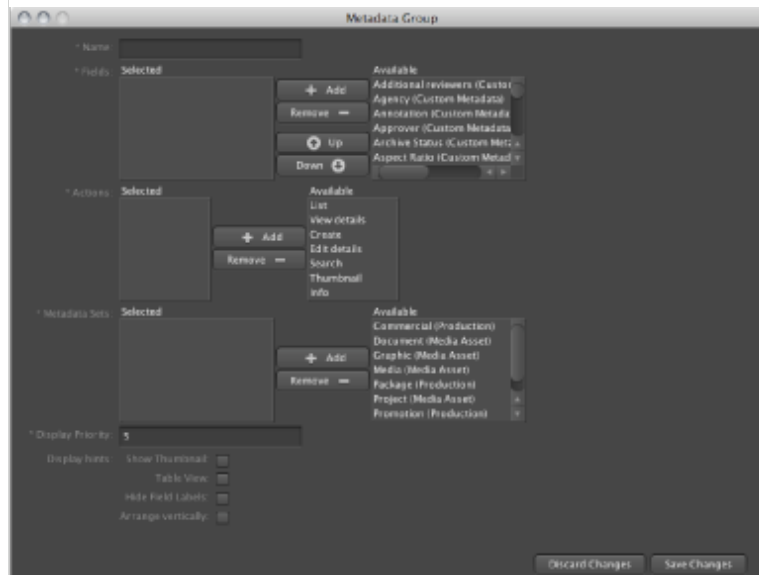 Metadata Group
* Name
* Fields Selected Available
+ Add
Remove −
Up
Down
Additional reviewers (Custor
Agency (Custom Metadata)
Annotation (Custom Metada
Approver (Custom Metadata
Archive Status (Custom Meta
Aspect Ratio (Custom Metad
* Actions Selected Available
+ Add
Remove −
List
View details
Create
Edit details
Search
Thumbnail
Info
* Metadata Sets Selected Available
+ Add
Remove −
Commercial (Production)
Document (Media Asset)
Graphic (Media Asset)
Media (Media Asset)
Package (Production)
Project (Media Asset)
Promotion (Production)
* Display Priority: 5
Display hints: Show Thumbnail:
Table View:
Hide Field Labels:
Arrange vertically:
Discard Changes Save Changes